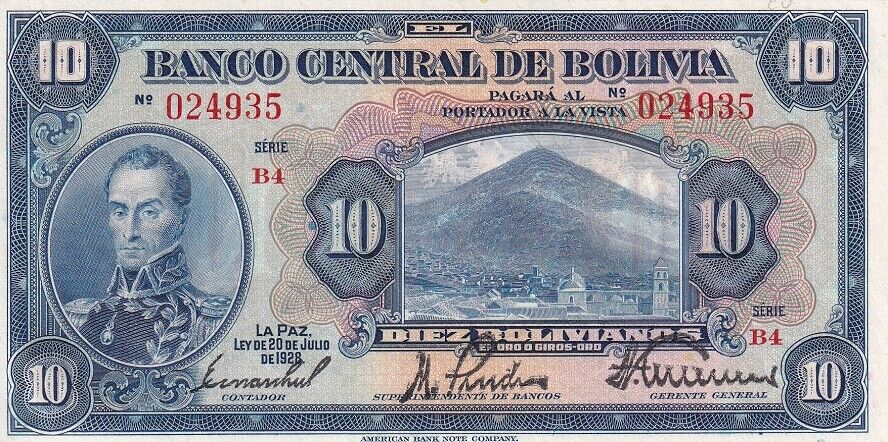 10 EL 10
BANCO CENTRAL DE BOLIVIA
Nº 024935 PAGARÁ AL Nº 024935
PORTADOR A LA VISTA
SÉRIE
B4
10 10
SÉRIE
B4
LA PAZ,
LEY DE 20 DE JULIO
DE 1928
DIEZ BOLIVIANOS
EN ORO Ó GIROS-ORO
10 CONTADOR SUPERINTENDENTE DE BANCOS GERENTE GENERAL 10
AMERICAN BANK NOTE COMPANY.